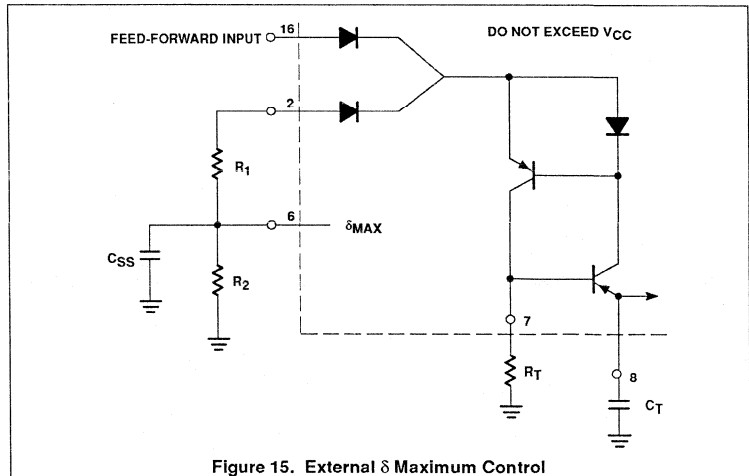 FEED-FORWARD INPUT
16
DO NOT EXCEED VCC
2
R1
6
δMAX
CSS
R2
7
RT
8
CT
Figure 15. External δ Maximum Control